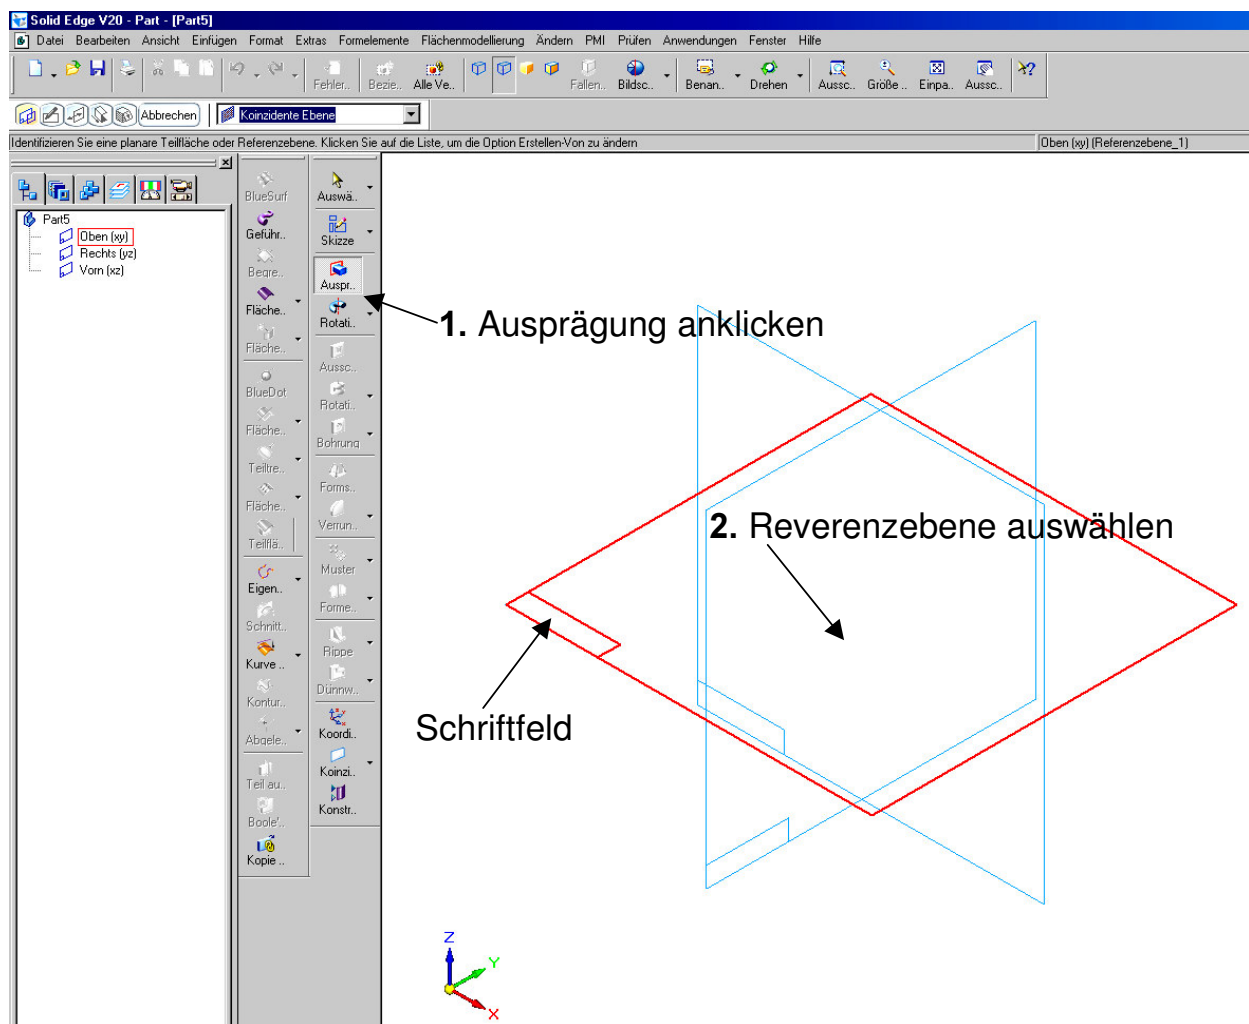 Solid Edge V20 - Part - [Part5]
Datei Bearbeiten Ansicht Einfügen Format Extras Formelemente Flächenmodellierung Ändern PMI Prüfen Anwendungen Fenster Hilfe
Fehler.. Bezie.. Alle Ve.. Fallen.. Bildsc.. Benan.. Drehen Aussc.. Größe .. Einpa.. Aussc..
Abbrechen Koinzidente Ebene
Identifizieren Sie eine planare Teilfläche oder Referenzebene. Klicken Sie auf die Liste, um die Option Erstellen-Von zu ändern
Oben (xy) (Referenzebene_1)
Part5
Oben (xy)
Rechts (yz)
Vorn (xz)
BlueSurf
Geführ..
Begre..
Fläche..
Fläche..
BlueDot
Fläche..
Teiltre..
Fläche..
Teilflä..
Eigen..
Schnitt..
Kurve ..
Kontur..
Abgele..
Teil au..
Boole'..
Kopie ..
Auswä..
Skizze
Auspr..
Rotati..
Aussc..
Rotati..
Bohrung
Forms..
Verrun..
Muster
Forme..
Rippe
Dünnw..
Koordi..
Koinzi..
Konstr..
1. Ausprägung anklicken
2. Reverenzebene auswählen
Schriftfeld
Z
Y
X